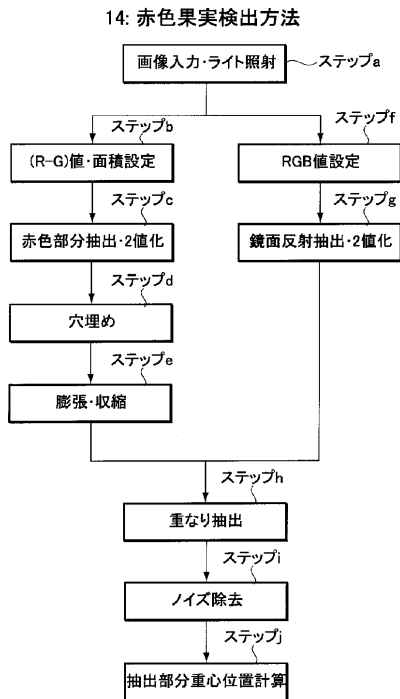 14: 赤色果実検出方法
画像入力・ライト照射
ステップa
ステップb
(R-G)値・面積設定
ステップc
赤色部分抽出・2値化
ステップd
穴埋め
ステップe
膨張・収縮
ステップf
RGB値設定
ステップg
鏡面反射抽出・2値化
ステップh
重なり抽出
ステップi
ノイズ除去
ステップj
抽出部分重心位置計算